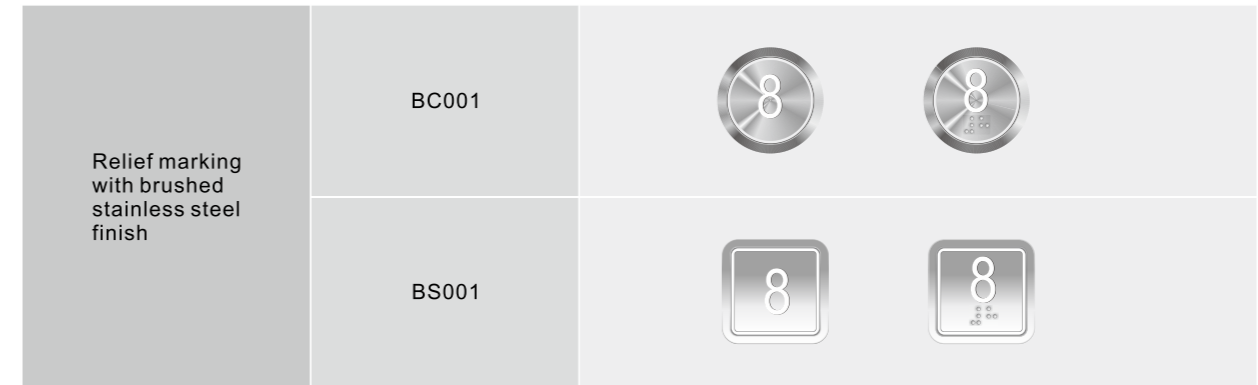 Relief marking
with brushed
stainless steel
finish
BC001
8
8
BS001
8
8